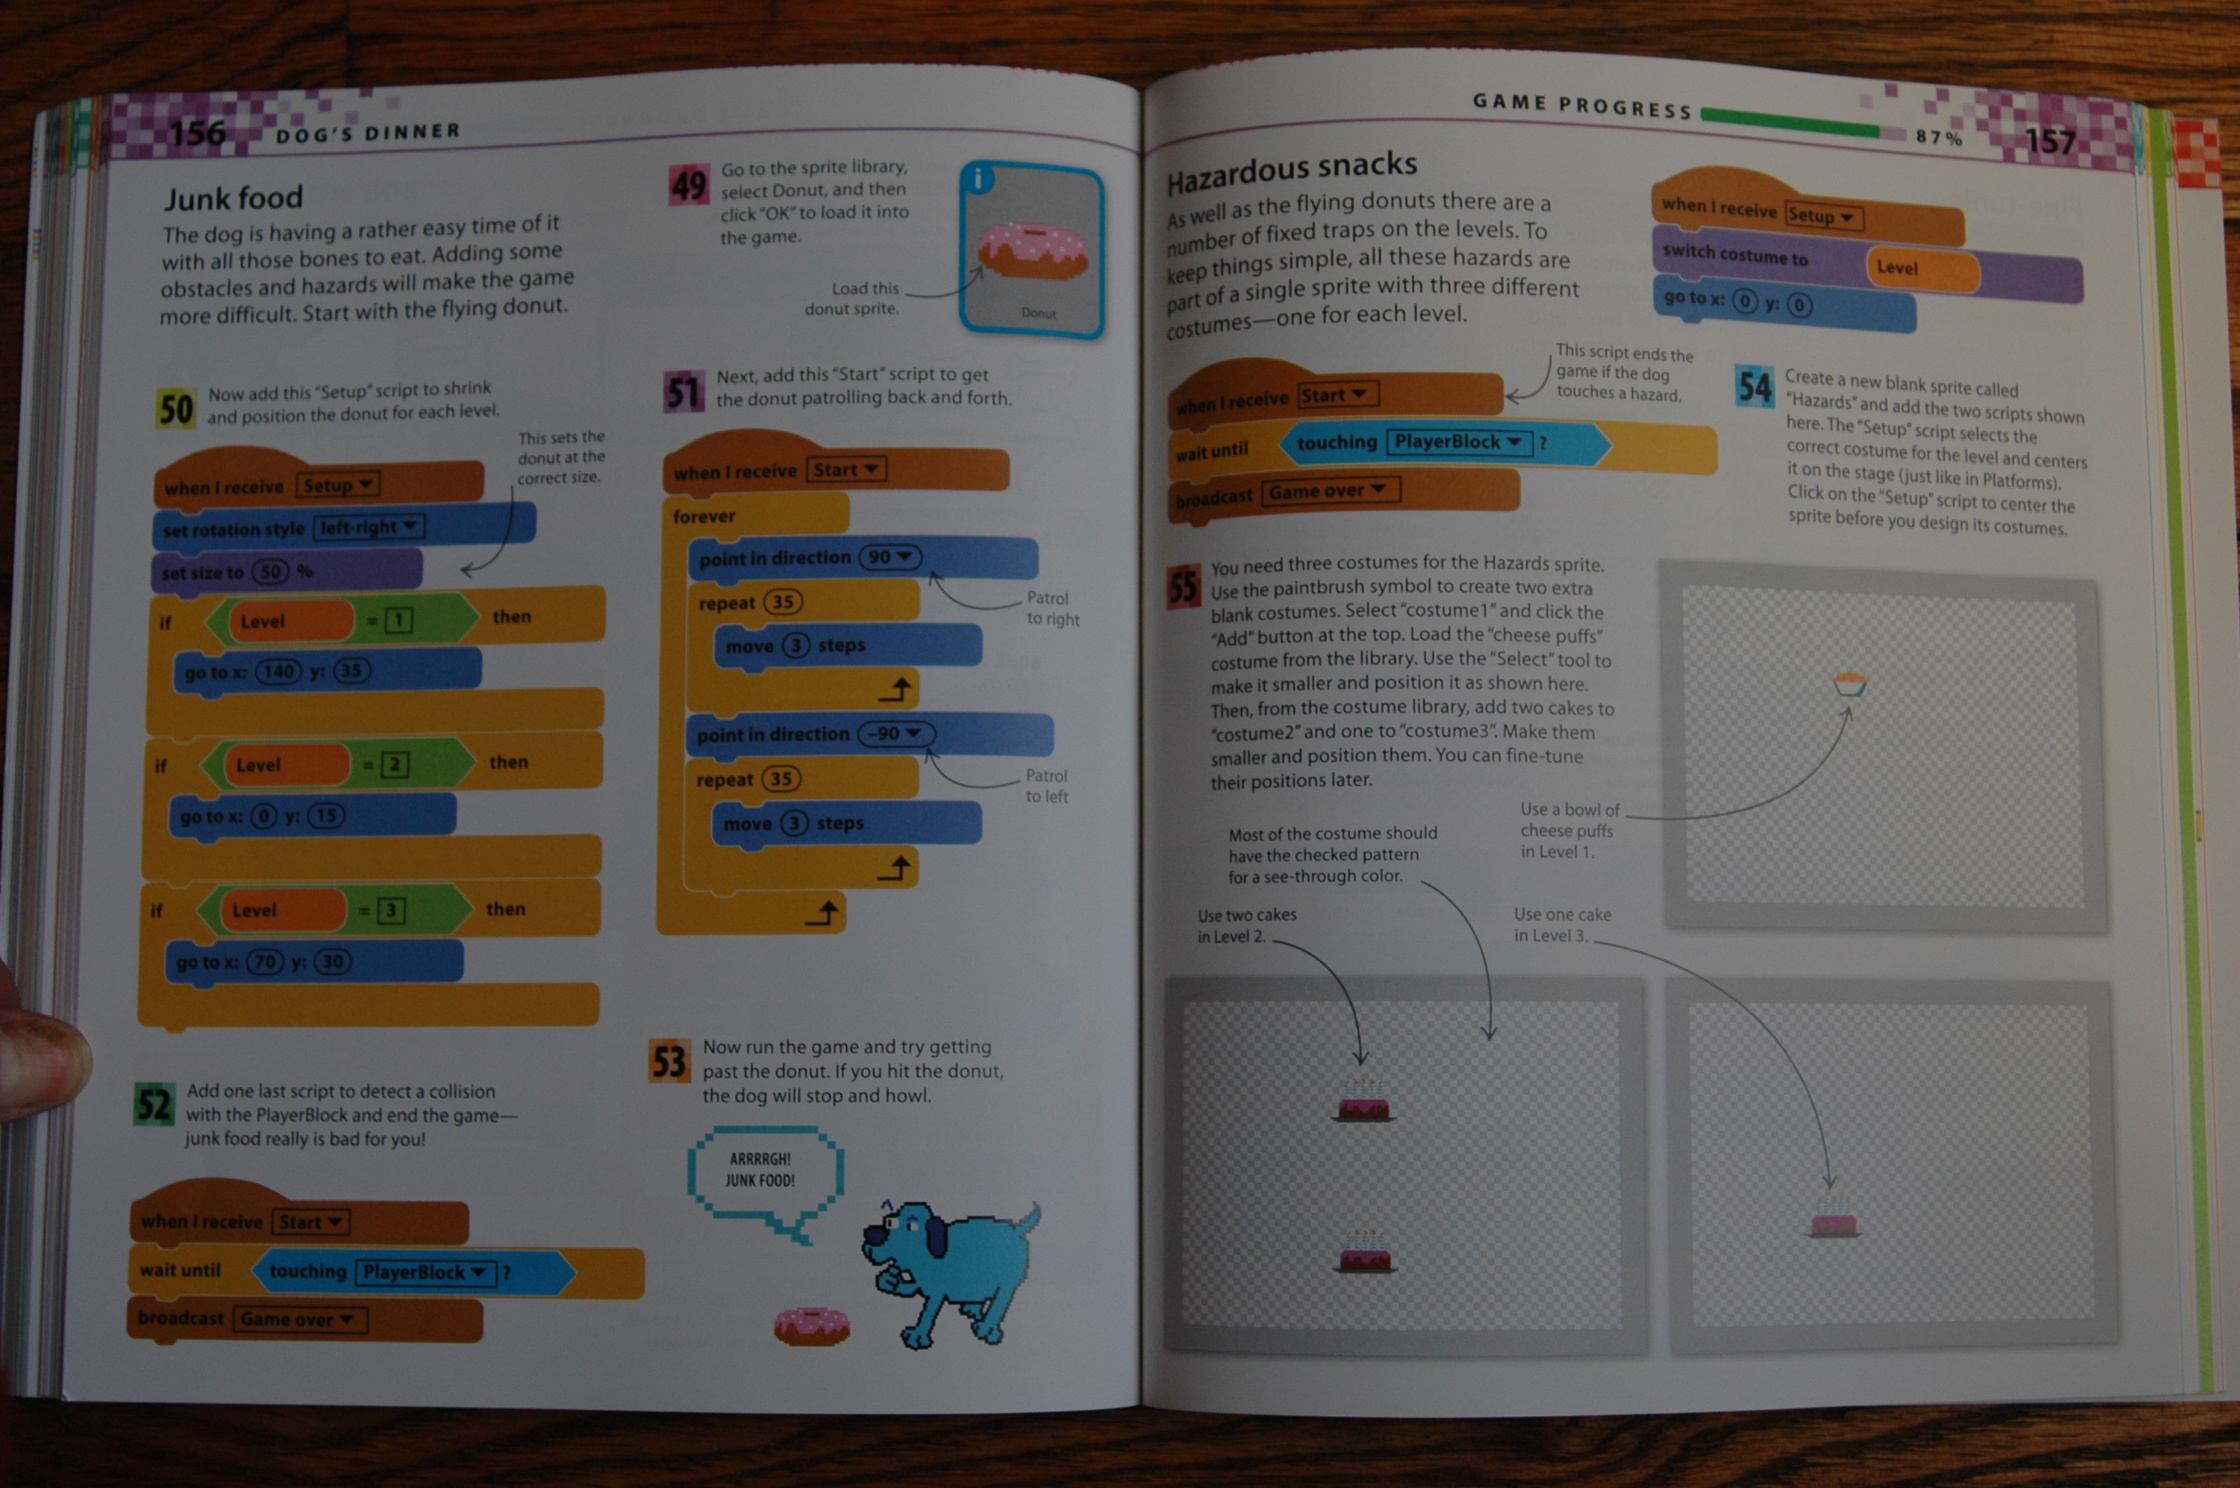 156 DOG'S DINNER
Junk food
The dog is having a rather easy time of it
with all those bones to eat. Adding some
obstacles and hazards will make the game
more difficult. Start with the flying donut.
49
Go to the sprite library,
select Donut, and then
click “OK” to load it into
the game.
Load this
donut sprite.
i
Donut
50
Now add this “Setup” script to shrink
and position the donut for each level.
This sets the
donut at the
correct size.
when I receive Setup
set rotation style left-right
set size to 50 %
if Level = 1 then
go to x: 140 y: 35
if Level = 2 then
go to x: 0 y: 15
if Level = 3 then
go to x: 70 y: 30
51
Next, add this “Start” script to get
the donut patrolling back and forth.
when I receive Start
forever
point in direction 90
repeat 35
move 3 steps
Patrol
to right
point in direction –90
repeat 35
move 3 steps
Patrol
to left
52
Add one last script to detect a collision
with the PlayerBlock and end the game—
junk food really is bad for you!
when I receive Start
wait until touching PlayerBlock ?
broadcast Game over
53
Now run the game and try getting
past the donut. If you hit the donut,
the dog will stop and howl.
ARRRRGH!
JUNK FOOD!
GAME PROGRESS 87% 157
Hazardous snacks
As well as the flying donuts there are a
number of fixed traps on the levels. To
keep things simple, all these hazards are
part of a single sprite with three different
costumes—one for each level.
when I receive Setup
switch costume to Level
go to x: 0 y: 0
when I receive Start
wait until touching PlayerBlock ?
broadcast Game over
This script ends the
game if the dog
touches a hazard.
54
Create a new blank sprite called
“Hazards” and add the two scripts shown
here. The “Setup” script selects the
correct costume for the level and centers
it on the stage (just like in Platforms).
Click on the “Setup” script to center the
sprite before you design its costumes.
55
You need three costumes for the Hazards sprite.
Use the paintbrush symbol to create two extra
blank costumes. Select “costume1” and click the
“Add” button at the top. Load the “cheese puffs”
costume from the library. Use the “Select” tool to
make it smaller and position it as shown here.
Then, from the costume library, add two cakes to
“costume2” and one to “costume3”. Make them
smaller and position them. You can fine-tune
their positions later.
Use a bowl of
cheese puffs
in Level 1.
Most of the costume should
have the checked pattern
for a see-through color.
Use two cakes
in Level 2.
Use one cake
in Level 3.